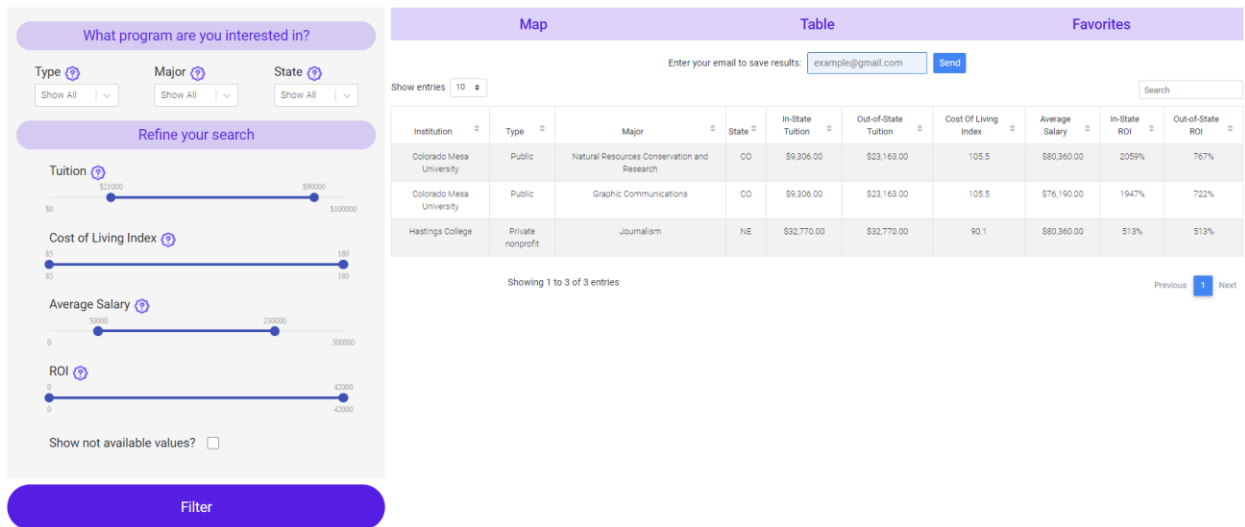 What program are you interested in?
Type
Major
State
Show All
Show All
Show All
Refine your search
Tuition
$21000
$90000
$0
$100000
Cost of Living Index
85
180
85
180
Average Salary
50000
230000
0
300000
ROI
0
42000
0
42000
Show not available values?
Filter
Map
Table
Favorites
Enter your email to save results:
example@gmail.com
Send
Show entries
10
Search
Institution
Type
Major
State
In-State
Tuition
Out-of-State
Tuition
Cost Of Living
Index
Average
Salary
In-State
ROI
Out-of-State
ROI
Colorado Mesa
University
Public
Natural Resources Conservation and
Research
CO
$9,306.00
$23,163.00
105.5
$80,360.00
2059%
767%
Colorado Mesa
University
Public
Graphic Communications
CO
$9,306.00
$23,163.00
105.5
$76,190.00
1947%
722%
Hastings College
Private
nonprofit
Journalism
NE
$32,770.00
$32,770.00
90.1
$80,360.00
513%
513%
Showing 1 to 3 of 3 entries
Previous
1
Next